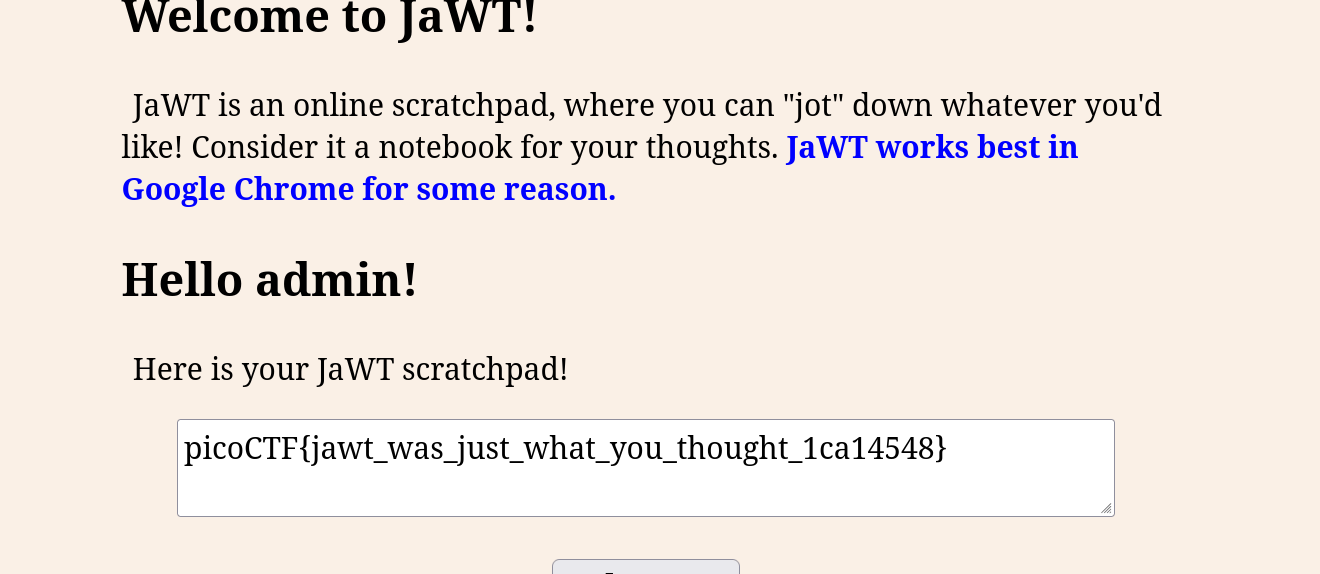 Welcome to JaWT!
JaWT is an online scratchpad, where you can "jot" down whatever you'd
like! Consider it a notebook for your thoughts. JaWT works best in
Google Chrome for some reason.
Hello admin!
Here is your JaWT scratchpad!
picoCTF{jawt_was_just_what_you_thought_1ca14548}